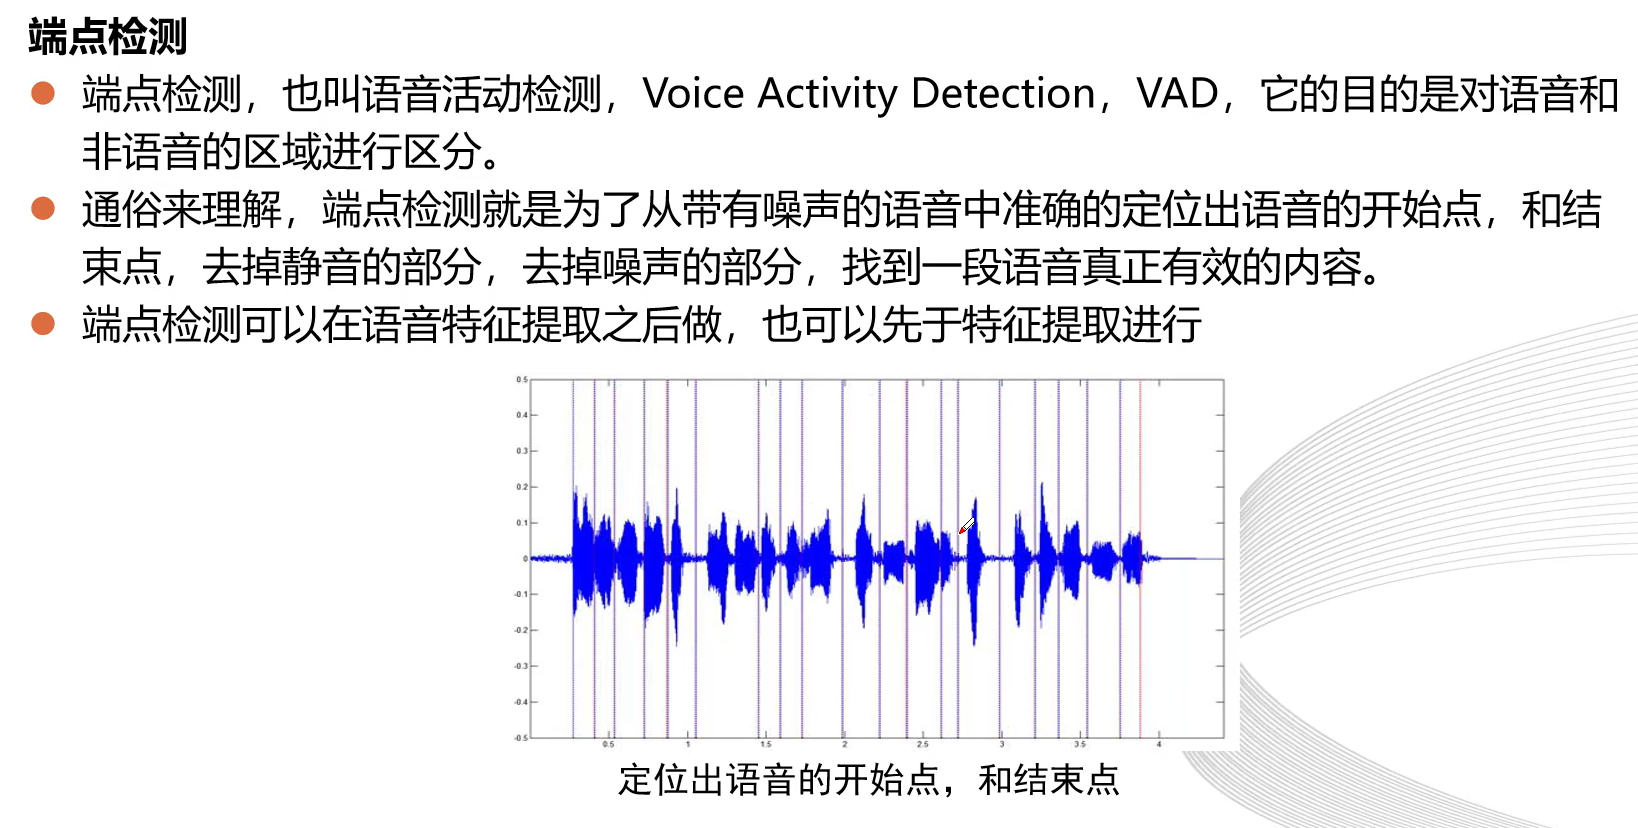 端点检测
端点检测，也叫语音活动检测，Voice Activity Detection，VAD，它的目的是对语音和
非语音的区域进行区分。
通俗来理解，端点检测就是为了从带有噪声的语音中准确的定位出语音的开始点，和结
束点，去掉静音的部分，去掉噪声的部分，找到一段语音真正有效的内容。
端点检测可以在语音特征提取之后做，也可以先于特征提取进行
0.5
0.4
0.3
0.2
0.1
0
-0.1
-0.2
-0.3
-0.4
-0.5
0.5 1 1.5 2 2.5 3 3.5 4
定位出语音的开始点，和结束点